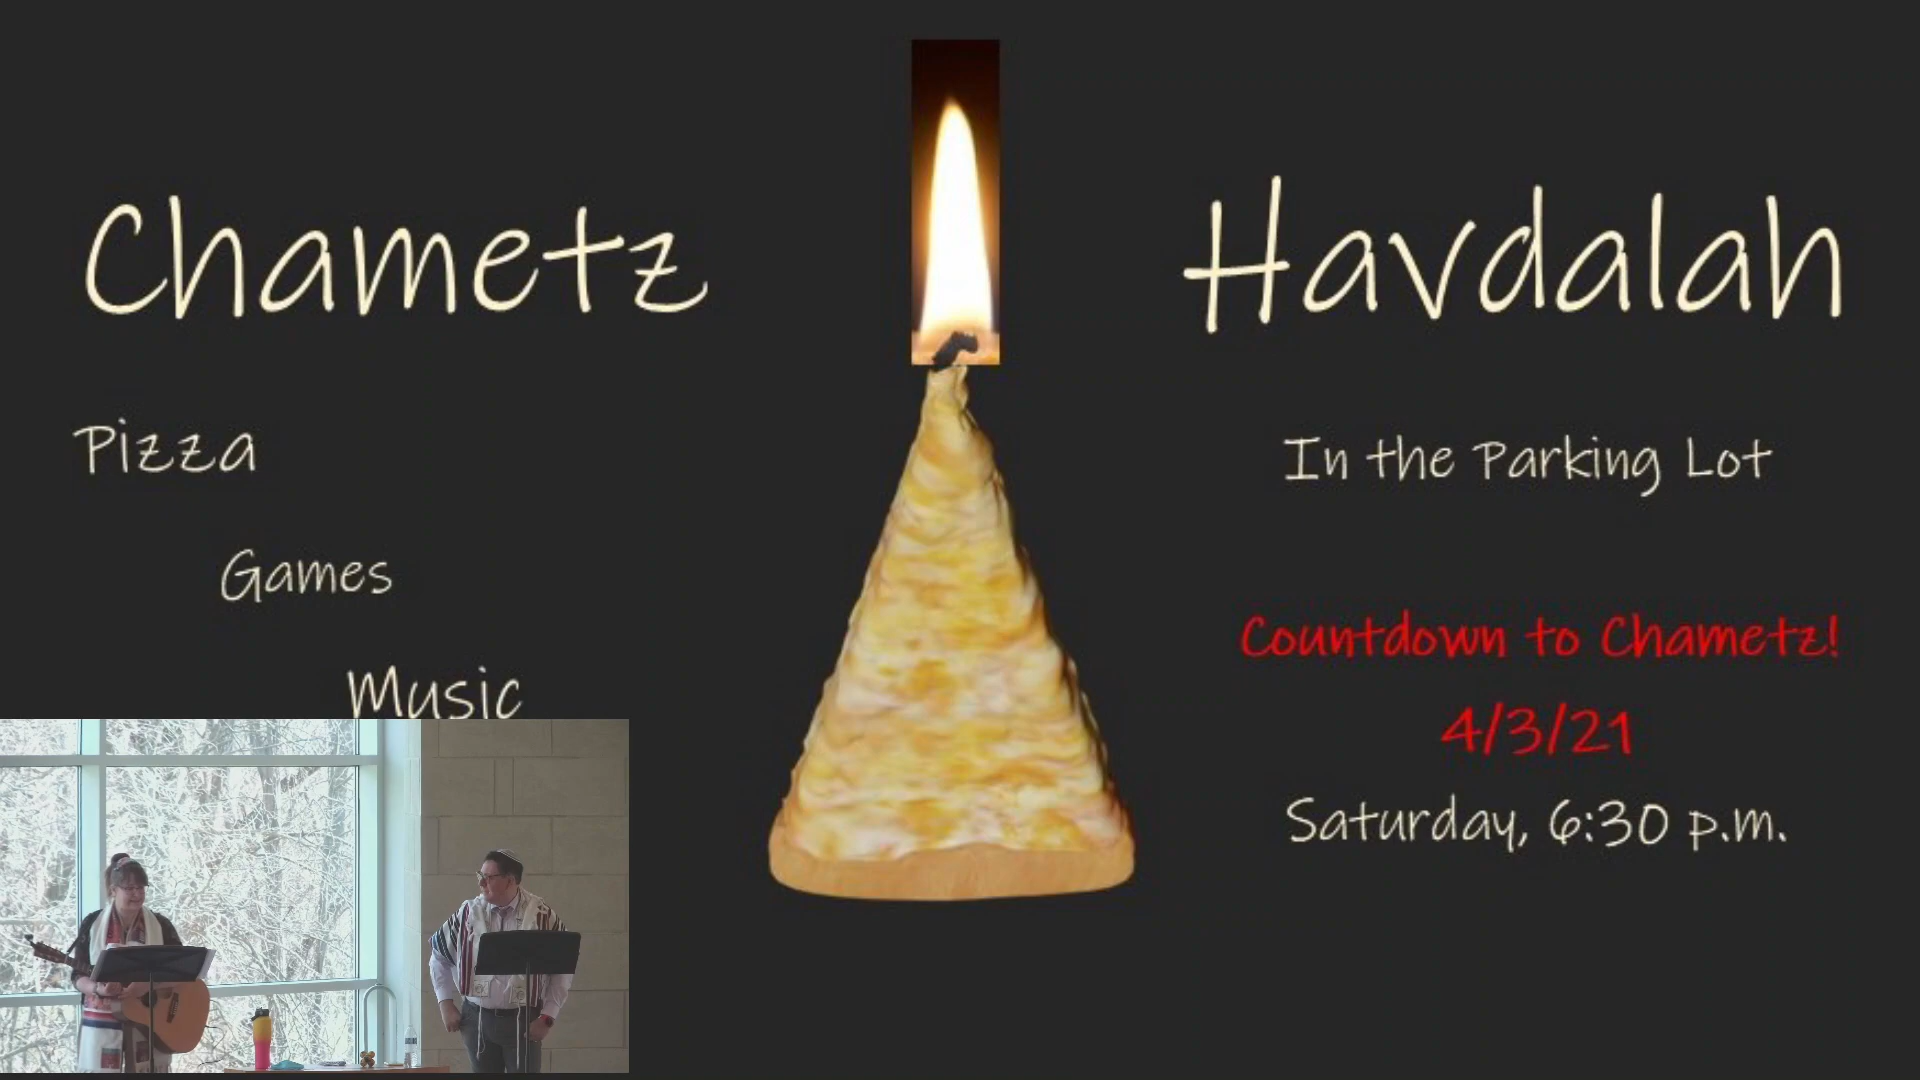 Chametz
Havdalah
Pizza
Games
Music
In the Parking Lot
Countdown to Chametz!
4/3/21
Saturday, 6:30 p.m.